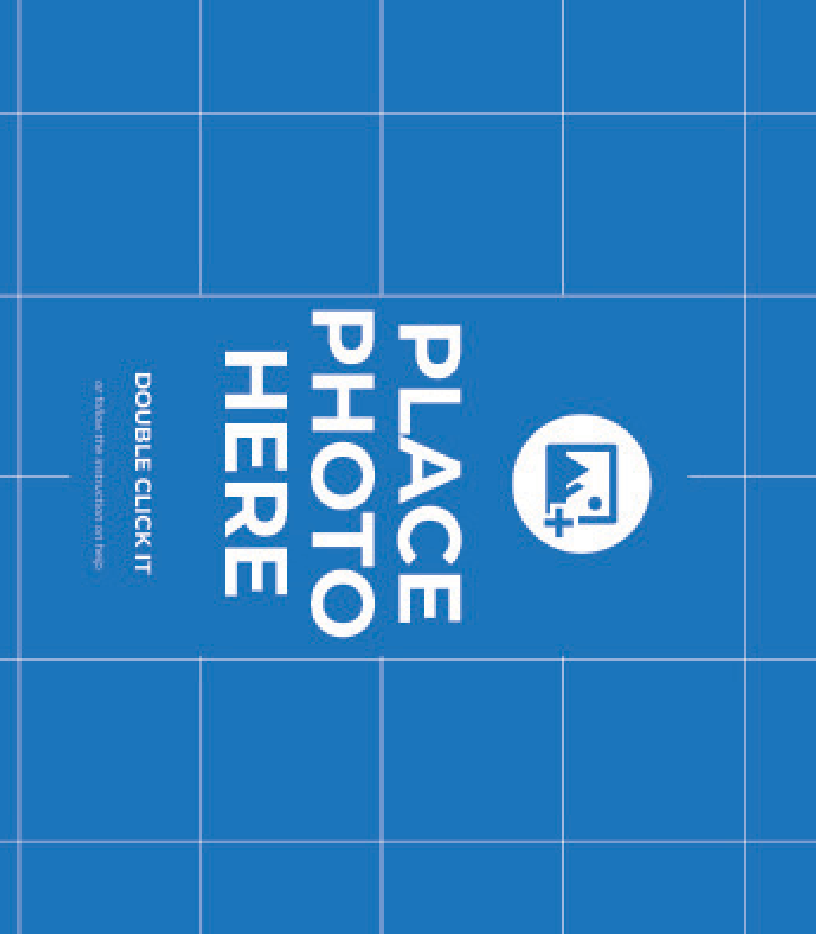 PLACE
PHOTO
HERE
DOUBLE CLICK IT
or follow the instruction on help